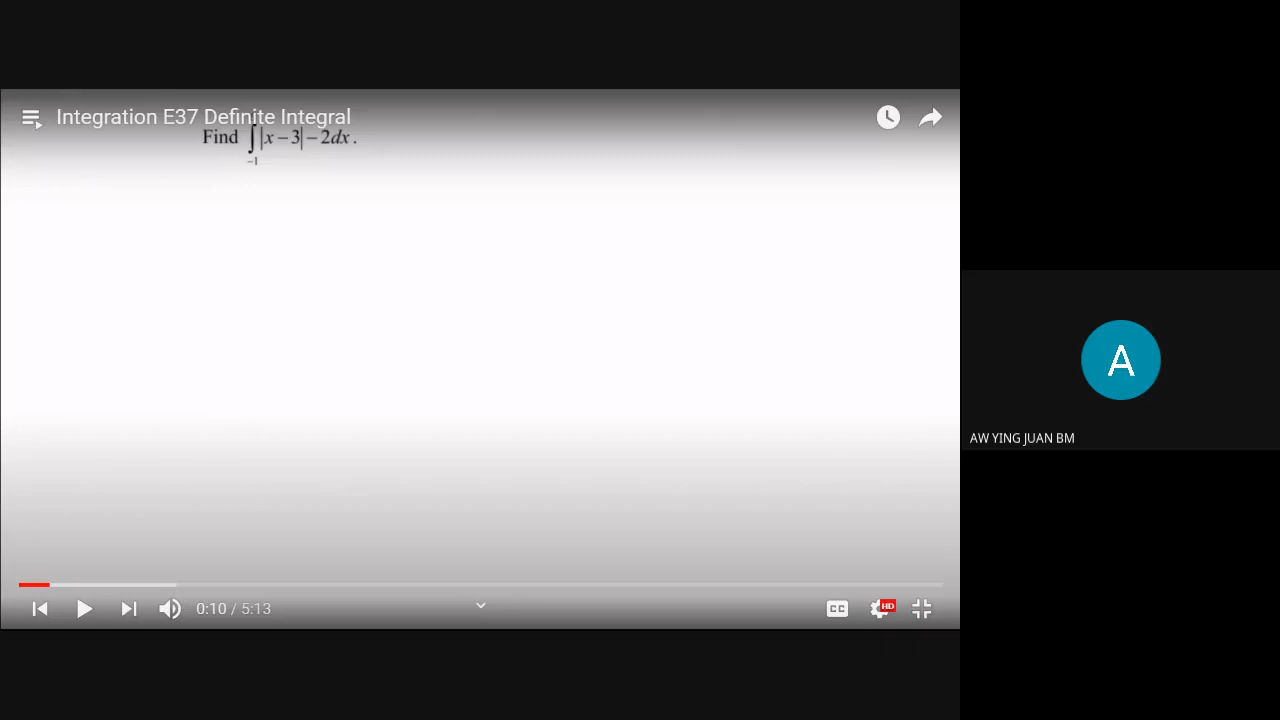 Integration E37 Definite Integral
Find ∫|x−3|−2dx.
−1
A
AW YING JUAN BM
0:10 / 5:13
CC
HD